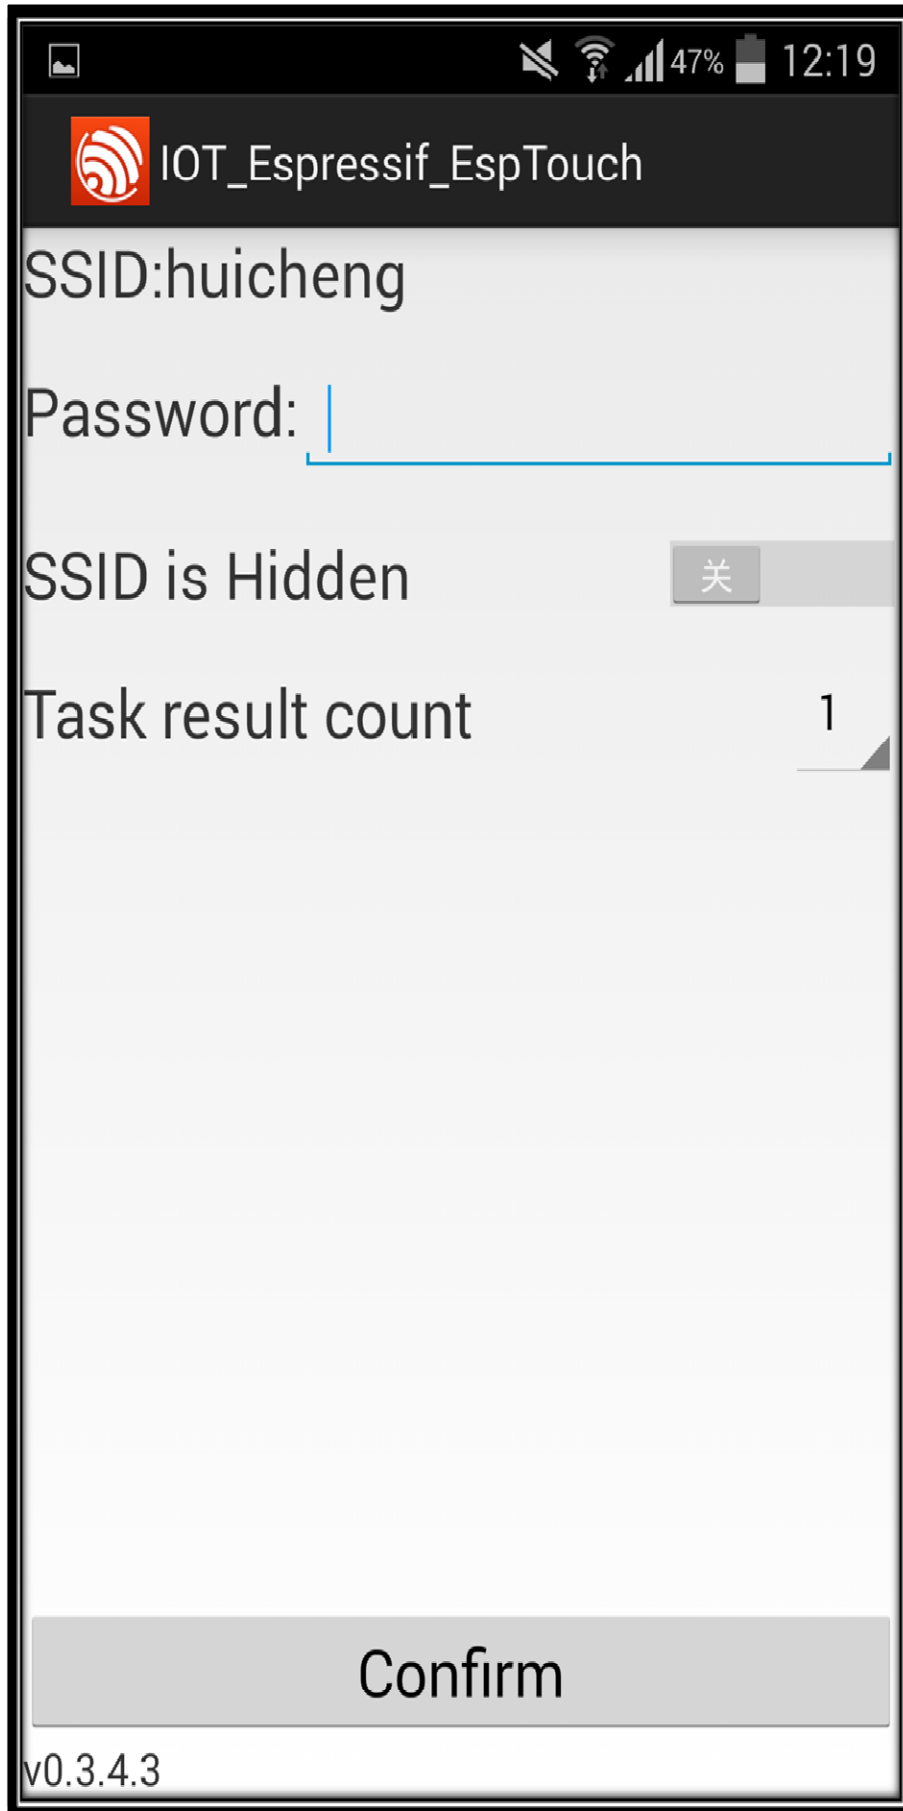 47% 12:19
IOT_Espressif_EspTouch
SSID:huicheng
Password:
SSID is Hidden 关
Task result count 1
Confirm
v0.3.4.3